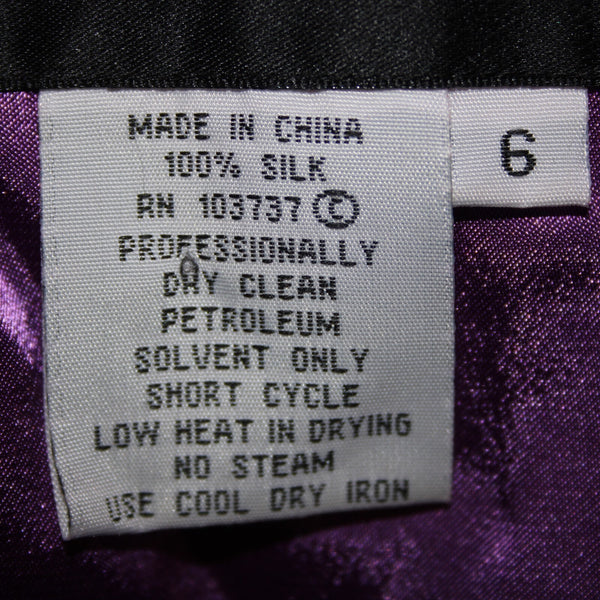 MADE IN CHINA
100% SILK
RN 103737 ©
PROFESSIONALLY
DRY CLEAN
PETROLEUM
SOLVENT ONLY
SHORT CYCLE
LOW HEAT IN DRYING
NO STEAM
USE COOL DRY IRON
6